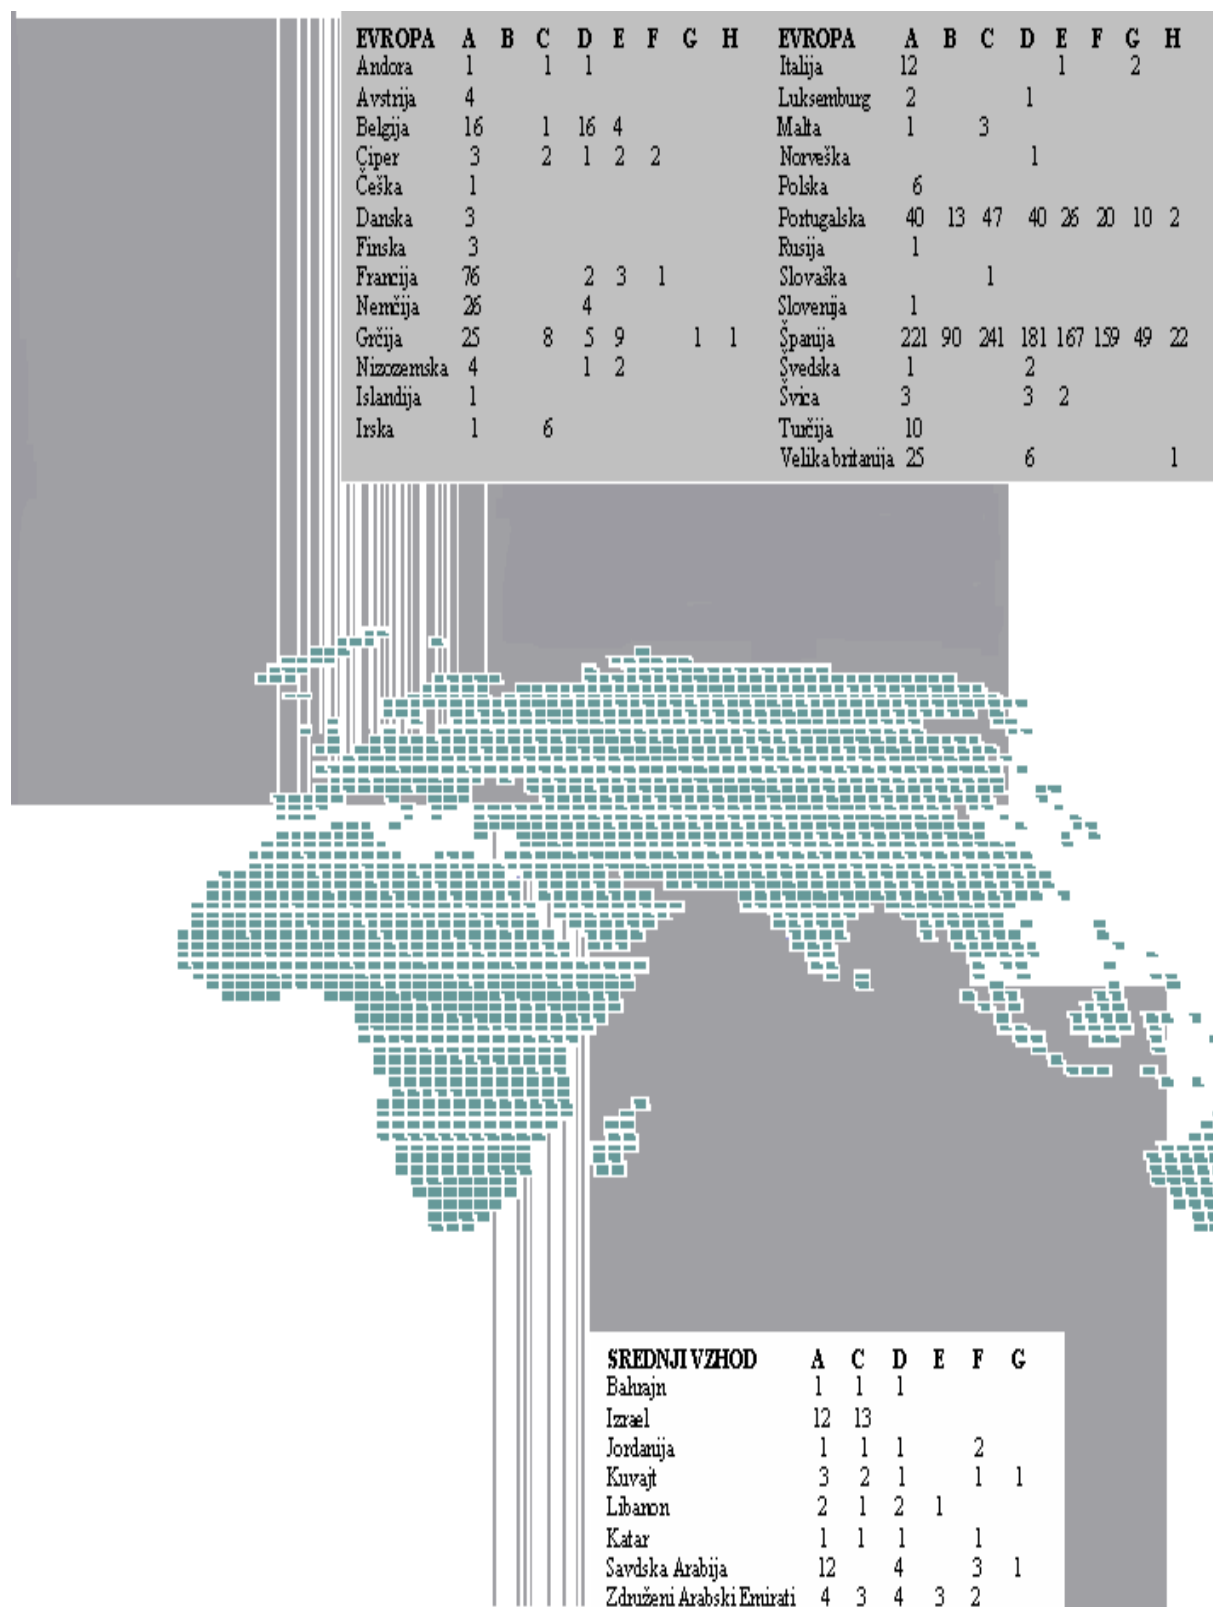 EVROPA A B C D E F G H
Andora 1 1 1
Avstrija 4
Belgija 16 1 16 4
Ciper 3 2 1 2 2
Češka 1
Danska 3
Finska 3
Francija 76 2 3 1
Nemčija 26 4
Grčija 25 8 5 9 1 1
Nizozemska 4 1 2
Islandija 1
Irska 1 6
EVROPA A B C D E F G H
Italija 12 1 2
Luksemburg 2 1
Malta 1 3
Norveška 1
Polska 6
Portugalska 40 13 47 40 26 20 10 2
Rusija 1
Slovaška 1
Slovenija 1
Španija 221 90 241 181 167 159 49 22
Švedska 1 2
Švica 3 3 2
Turčija 10
Velika britanija 25 6 1
SREDNJI VZHOD A C D E F G
Bahrajn 1 1 1
Izrael 12 13
Jordanija 1 1 1 2
Kuvajt 3 2 1 1 1
Libanon 2 1 2 1
Katar 1 1 1 1
Savdska Arabija 12 4 3 1
Združeni Arabski Emirati 4 3 4 3 2